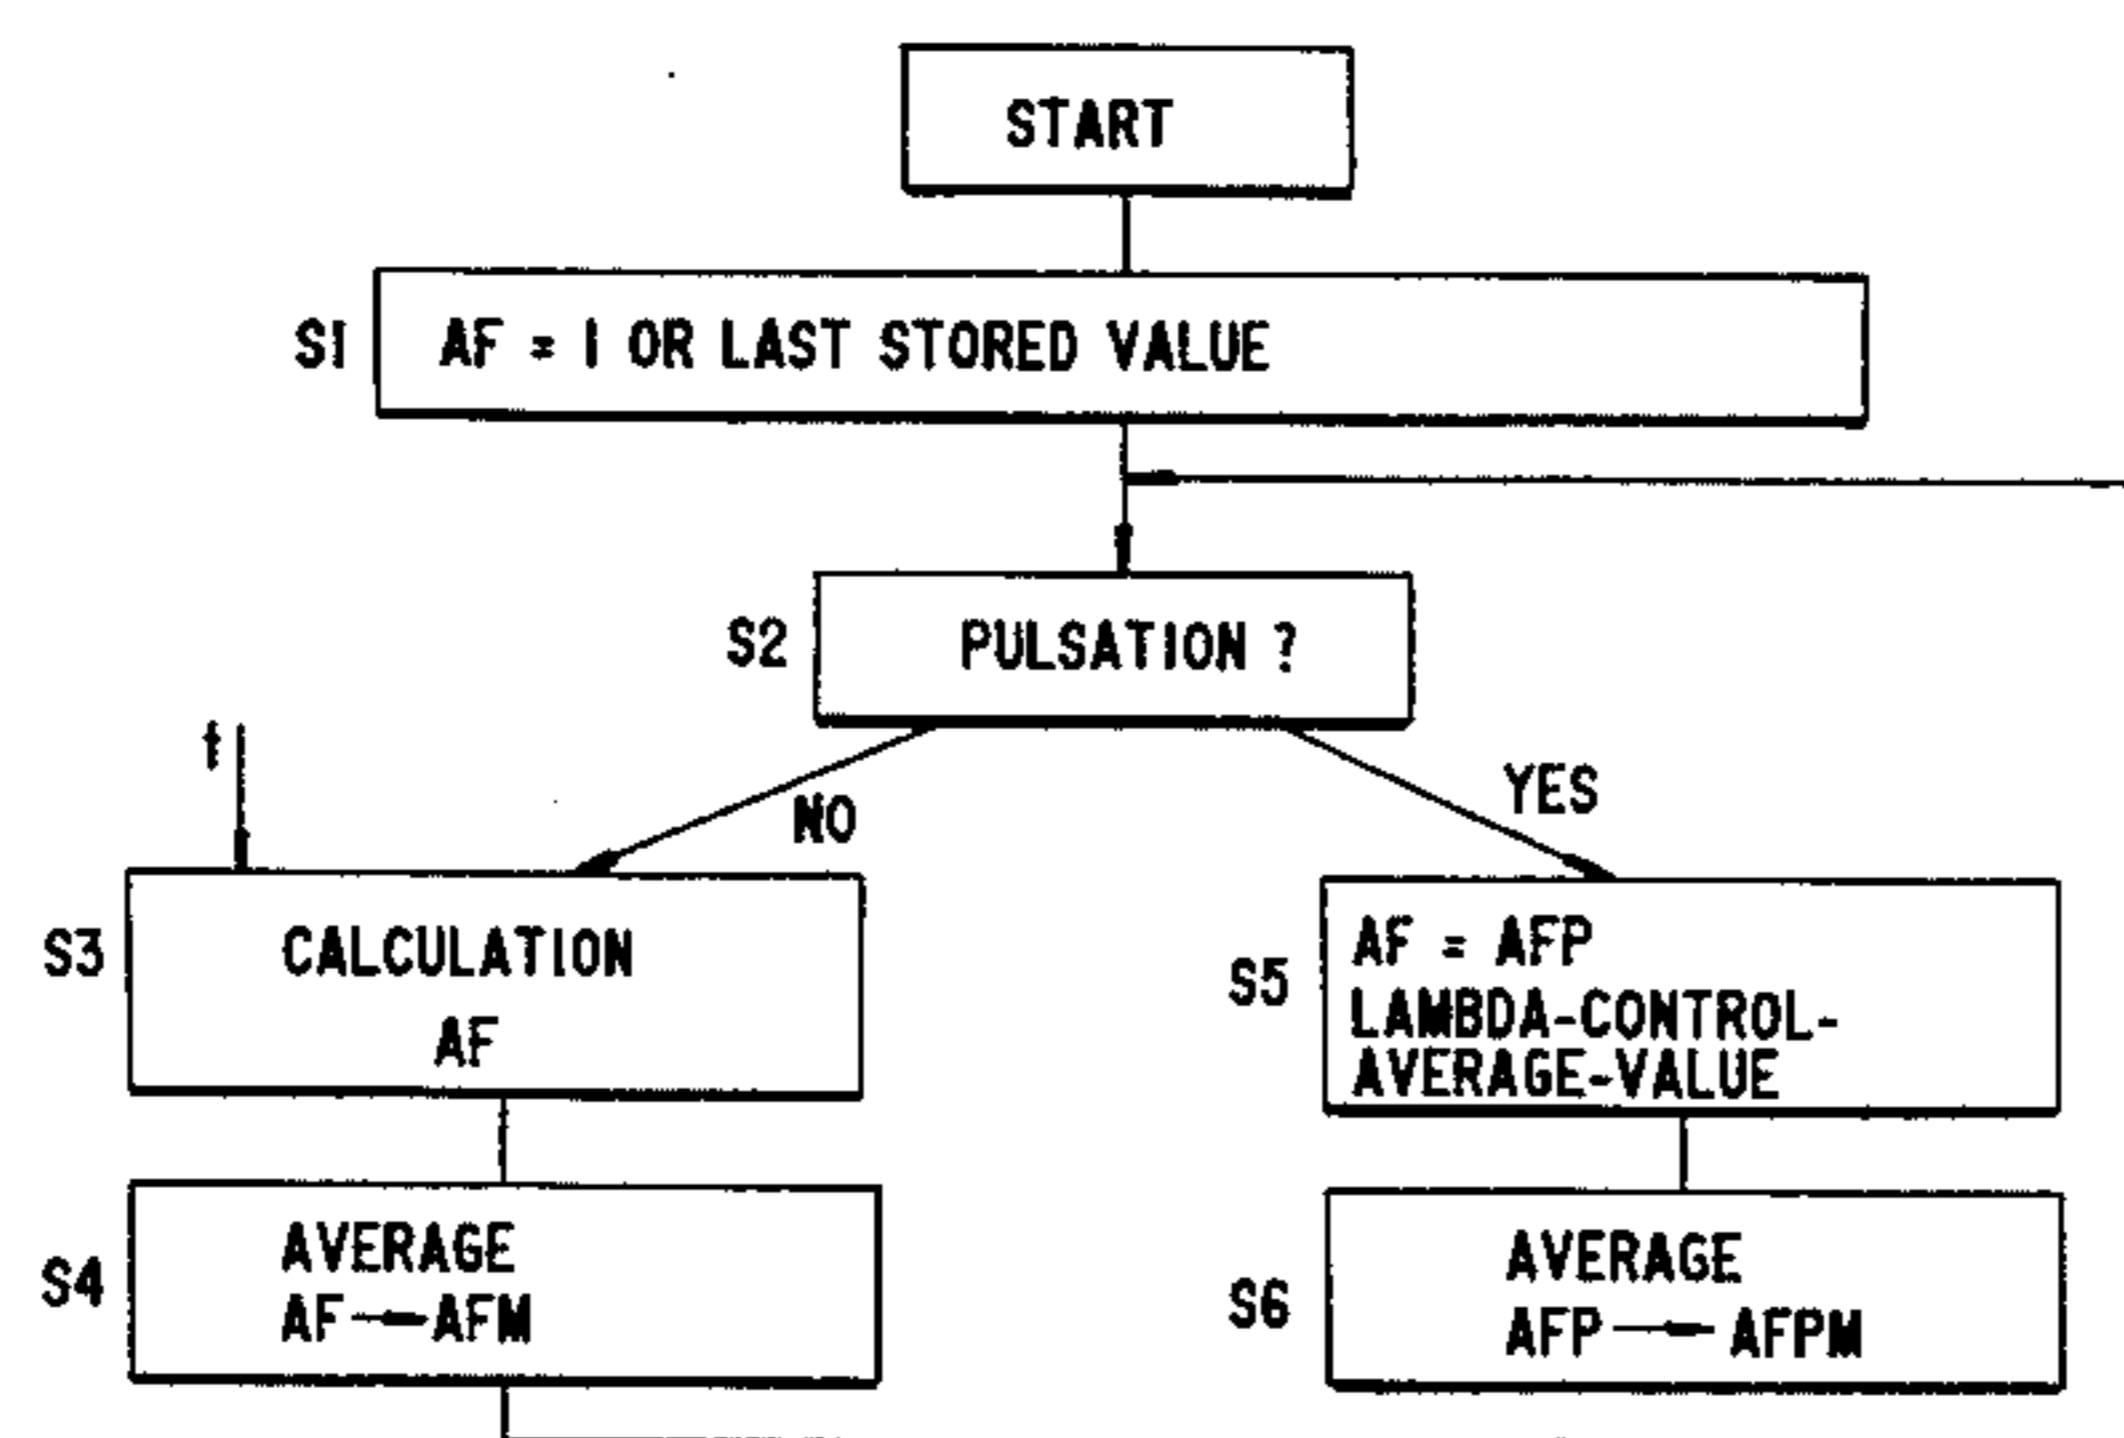 START
S1 AF = 1 OR LAST STORED VALUE
S2 PULSATION ?
t
NO
YES
S3 CALCULATION
AF
S5 AF = AFP
LAMBDA-CONTROL-
AVERAGE-VALUE
S4 AVERAGE
AF → AFM
S6 AVERAGE
AFP → AFPM